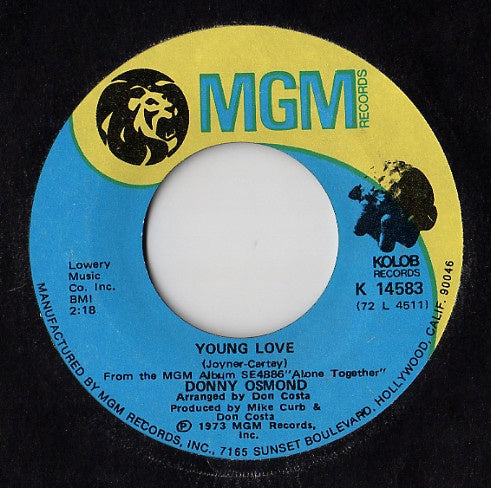 MGM
RECORDS
KOLOB
RECORDS
K 14583
(72 L 4511)
Lowery
Music
Co. Inc.
BMI
2:18
YOUNG LOVE
(Joyner-Cartey)
From the MGM Album SE4886 "Alone Together"
DONNY OSMOND
Arranged by Don Costa
Produced by Mike Curb &
Don Costa
Ⓟ 1973 MGM Records,
Inc.
MANUFACTURED BY MGM RECORDS, INC., 7165 SUNSET BOULEVARD, HOLLYWOOD, CALIF. 90046